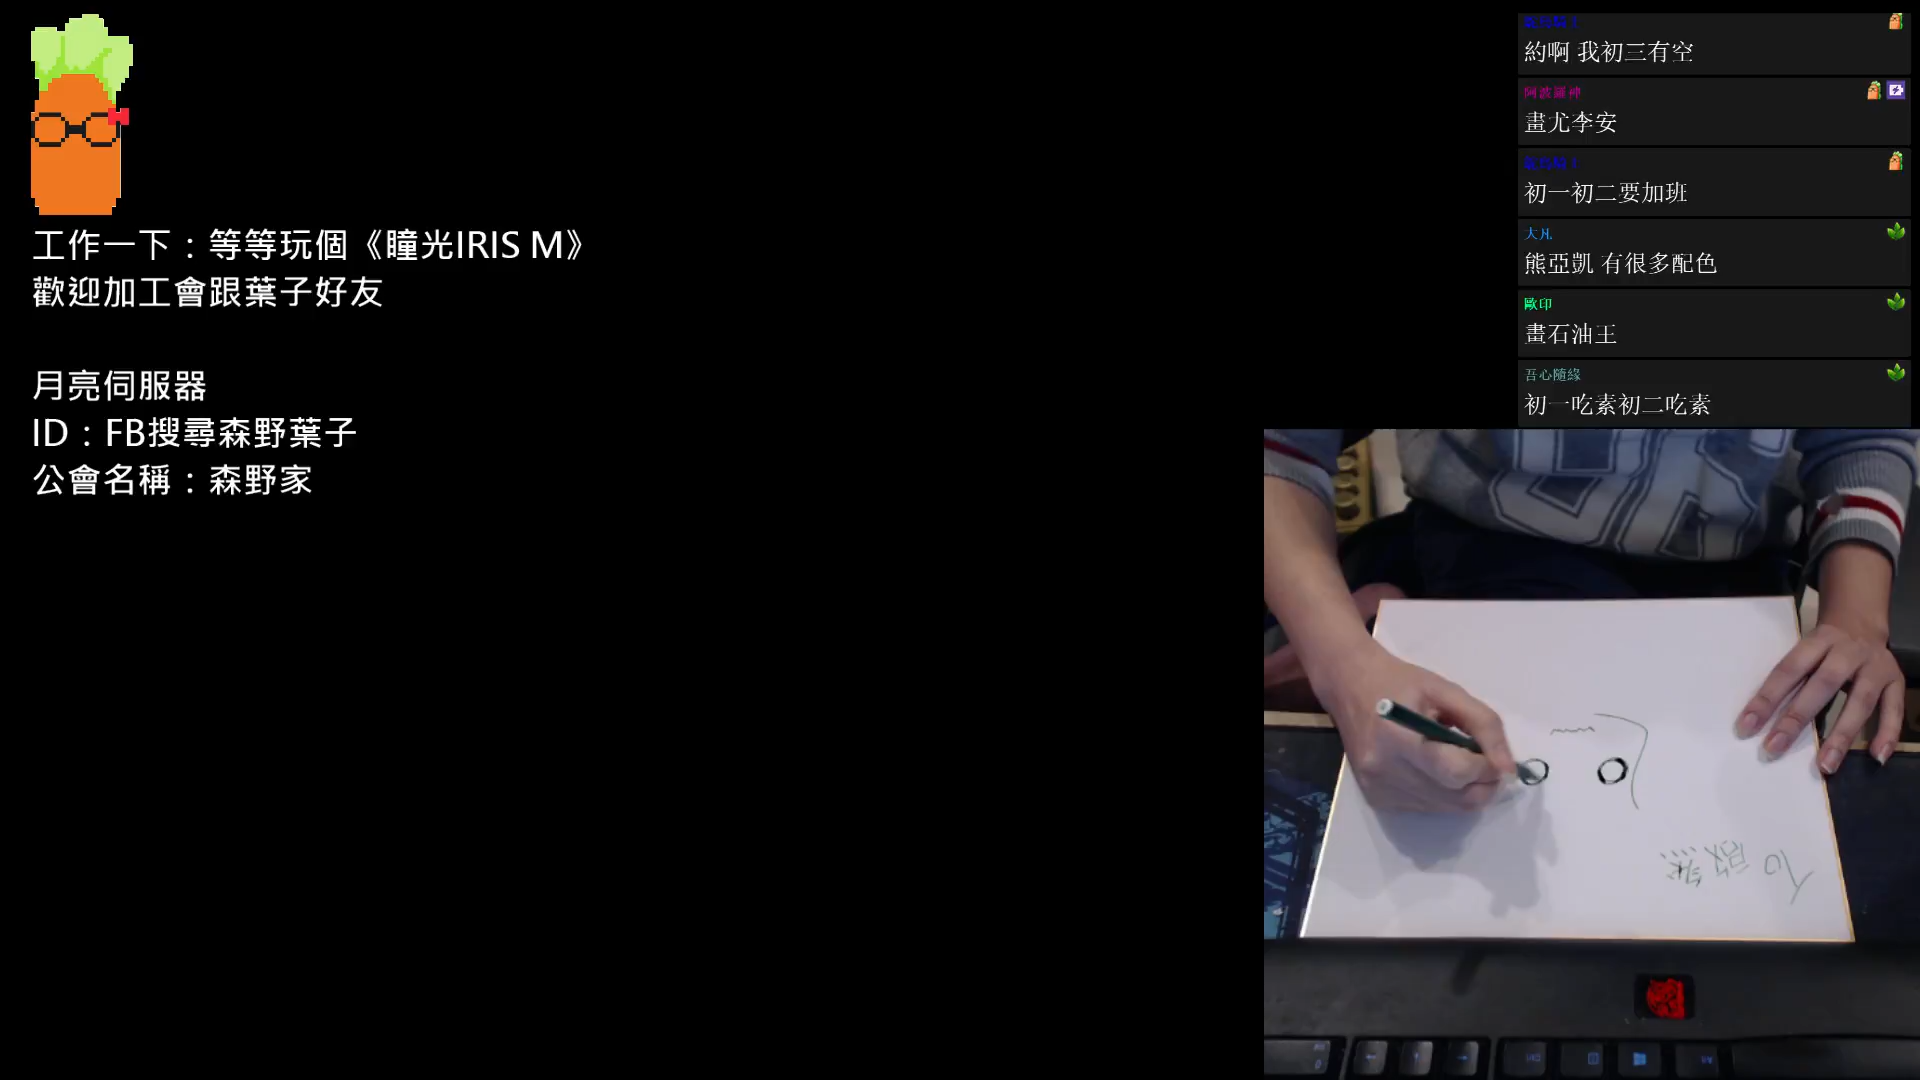 工作一下：等等玩個《瞳光IRIS M》
歡迎加工會跟葉子好友
月亮伺服器
ID：FB搜尋森野葉子
公會名稱：森野家
約啊 我初三有空
阿波羅神
畫尤李安
初一初二要加班
大凡
熊亞凱 有很多配色
歐印
畫石油王
吾心隨緣
初一吃素初二吃素